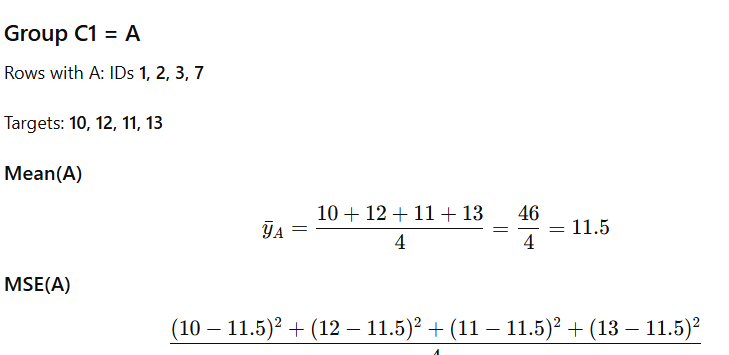 Group C1 = A
Rows with A: IDs 1, 2, 3, 7
Targets: 10, 12, 11, 13
Mean(A)
ȳ_A = (10 + 12 + 11 + 13)/4 = 46/4 = 11.5
MSE(A)
(10 − 11.5)² + (12 − 11.5)² + (11 − 11.5)² + (13 − 11.5)²